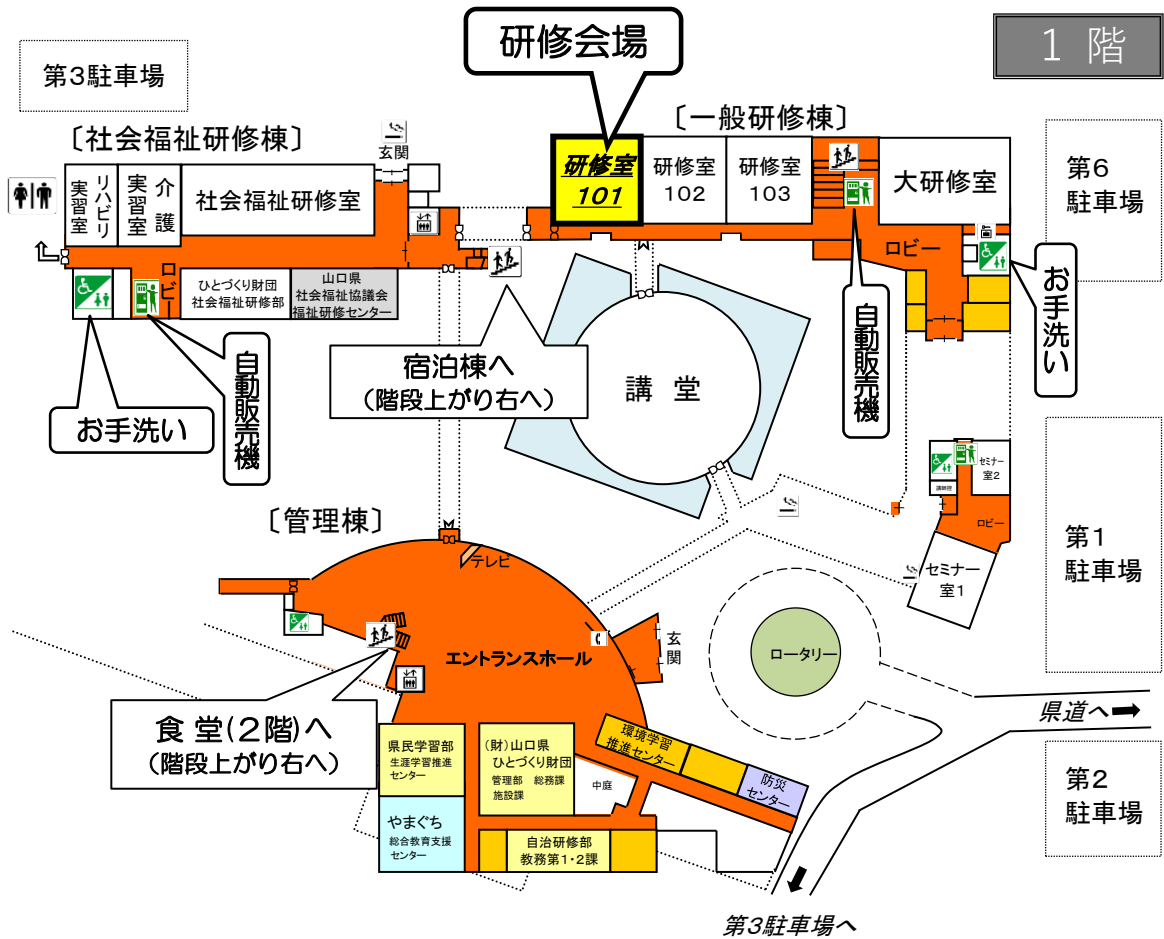 研修会場
1 階
第3駐車場
〔社会福祉研修棟〕
玄関
〔一般研修棟〕
リハビリ
実習室
介護
実習室
社会福祉研修室
研修室
101
研修室
102
研修室
103
大研修室
第6
駐車場
ロビー
ロビー
ひとづくり財団
社会福祉研修部
山口県
社会福祉協議会
福祉研修センター
お手洗い
自動販売機
宿泊棟へ
(階段上がり右へ)
講 堂
自動販売機
お手洗い
セミナー
室2
講師控
ロビー
セミナー
室1
第1
駐車場
〔管理棟〕
テレビ
エントランスホール
玄関
ロータリー
食 堂(2階)へ
(階段上がり右へ)
県道へ
県民学習部
生涯学習推進
センター
(財)山口県
ひとづくり財団
管理部 総務課
施設課
中庭
環境学習
推進センター
防災
センター
第2
駐車場
やまぐち
総合教育支援
センター
自治研修部
教務第1・2課
第3駐車場へ